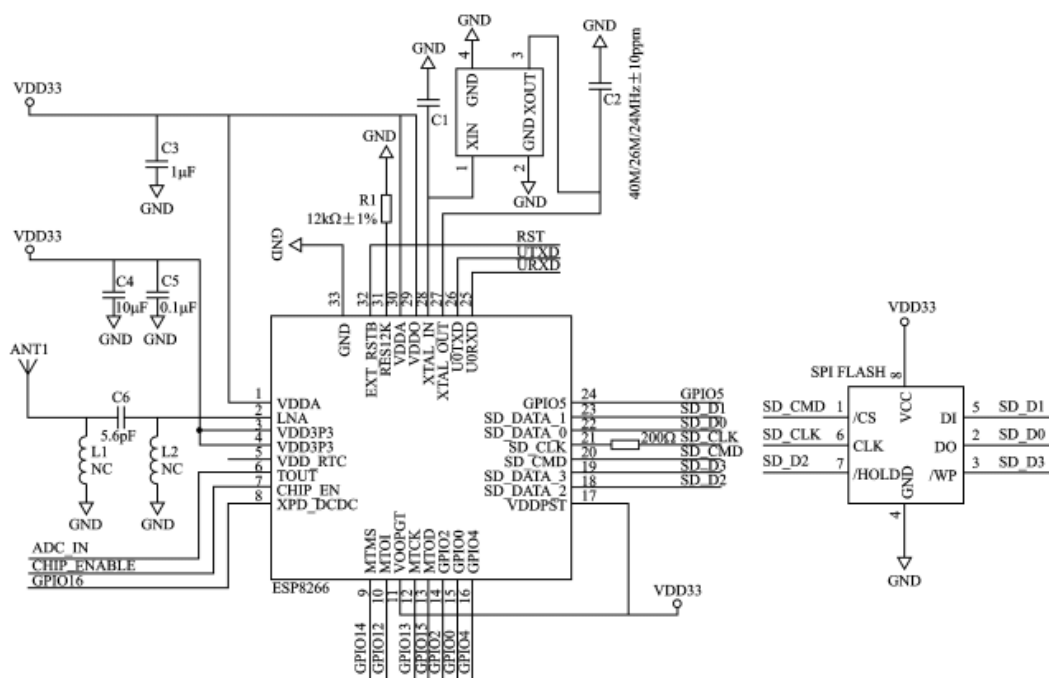 GND
GND
GND
4
3
GND
XOUT
XIN
GND
1
2
C1
C2
40M/26M/24MHz±10ppm
VDD33
C3
1μF
GND
GND
R1
12kΩ±1%
GND
GND
RST
UTXD
URXD
VDD33
C4
10μF
C5
0.1μF
GND
GND
33
32
31
30
29
28
27
26
25
GND
EXT_RSTB
RES12K
VDDA
VDDO
XTAL_IN
XTAL_OUT
U0TXD
U0RXD
ANT1
C6
5.6pF
L1
NC
L2
NC
GND
GND
1
VDDA
2
LNA
3
VDD3P3
4
VDD3P3
5
VDD_RTC
6
TOUT
7
CHIP_EN
8
XPD_DCDC
ADC_IN
CHIP_ENABLE
GPIO16
GPIO5
24
GPIO5
SD_DATA_1
23
SD_D1
SD_DATA_0
22
SD_D0
SD_CLK
21
200Ω
SD_CLK
SD_CMD
20
SD_CMD
SD_DATA_3
19
SD_D3
SD_DATA_2
18
SD_D2
VDDPST
17
MTMS
MTOI
VOOPGT
MTCK
MTOD
GPIO2
GPIO0
GPIO4
ESP8266
9
10
11
12
13
14
15
16
GPIO14
GPIO12
GPIO13
GPIO15
GPIO2
GPIO0
GPIO4
VDD33
VDD33
SPI FLASH
8
VCC
SD_CMD
1
/CS
DI
5
SD_D1
SD_CLK
6
CLK
DO
2
SD_D0
SD_D2
7
/HOLD
GND
/WP
3
SD_D3
4
GND